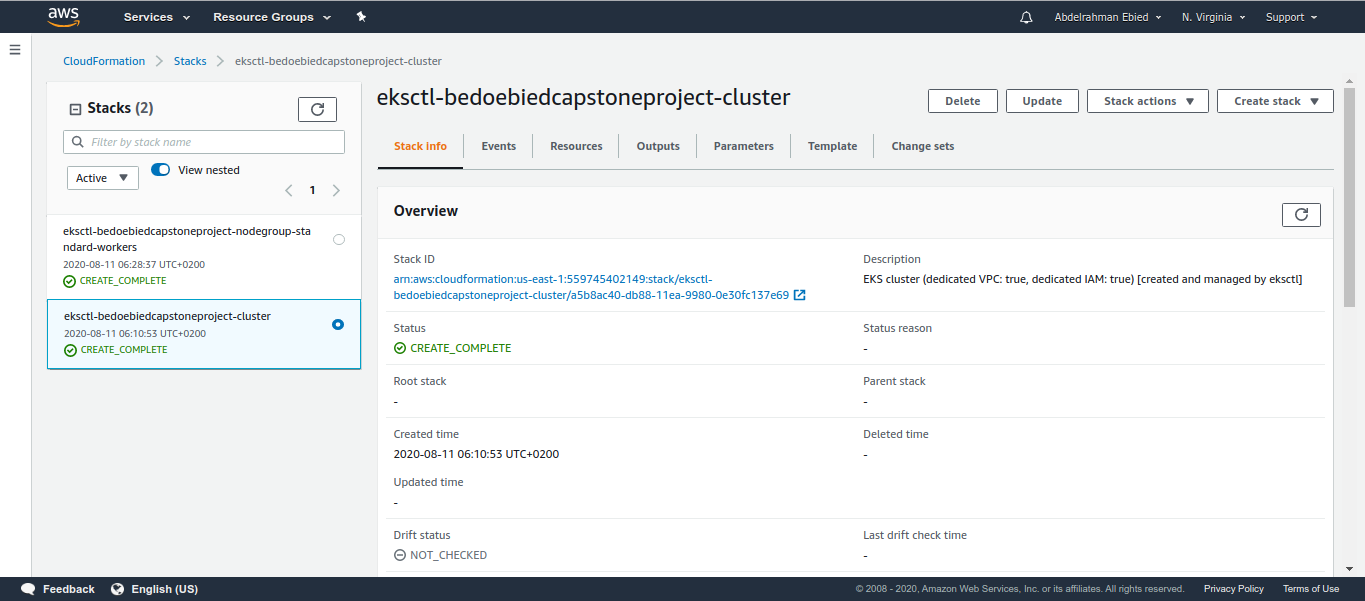 aws Services Resource Groups Abdelrahman Ebied N. Virginia Support
CloudFormation Stacks eksctl-bedoebiedcapstoneproject-cluster
Stacks (2)
Filter by stack name
Active View nested
1
eksctl-bedoebiedcapstoneproject-nodegroup-sta
ndard-workers
2020-08-11 06:28:37 UTC+0200
CREATE_COMPLETE
eksctl-bedoebiedcapstoneproject-cluster
2020-08-11 06:10:53 UTC+0200
CREATE_COMPLETE
eksctl-bedoebiedcapstoneproject-cluster
Delete Update Stack actions Create stack
Stack info Events Resources Outputs Parameters Template Change sets
Overview
Stack ID
arn:aws:cloudformation:us-east-1:559745402149:stack/eksctl-
bedoebiedcapstoneproject-cluster/a5b8ac40-db88-11ea-9980-0e30fc137e69
Description
EKS cluster (dedicated VPC: true, dedicated IAM: true) [created and managed by eksctl]
Status
CREATE_COMPLETE
Status reason
-
Root stack
-
Parent stack
-
Created time
2020-08-11 06:10:53 UTC+0200
Deleted time
-
Updated time
-
Drift status
NOT_CHECKED
Last drift check time
-
Feedback English (US) © 2008 - 2020, Amazon Web Services, Inc. or its affiliates. All rights reserved. Privacy Policy Terms of Use